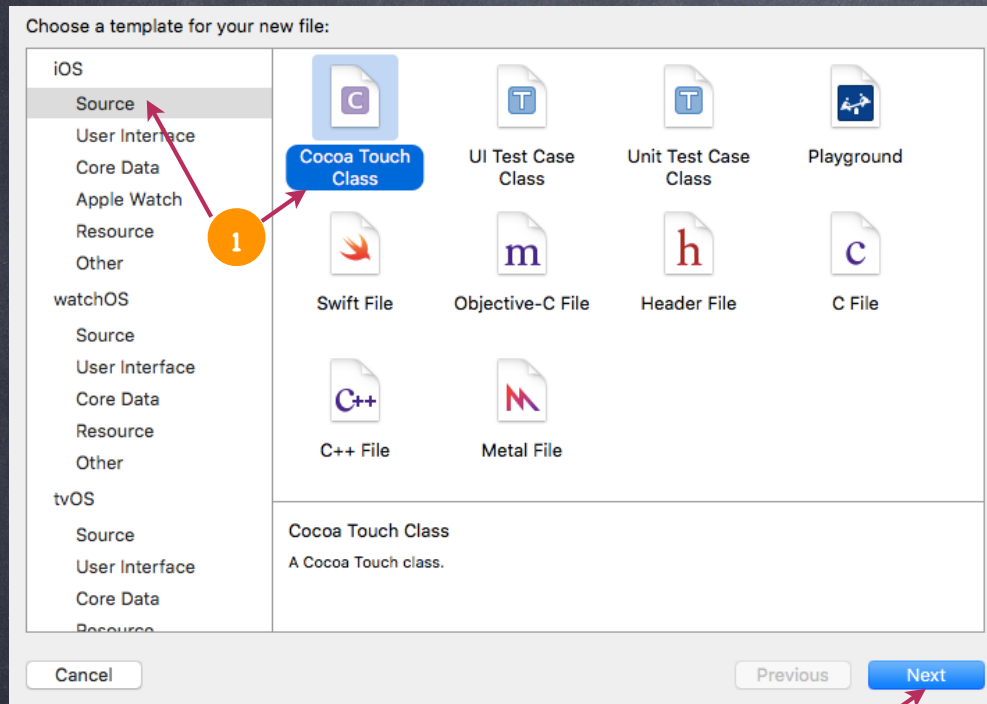 Choose a template for your new file:
iOS
Source
User Interface
Core Data
Apple Watch
Resource
Other
watchOS
Source
User Interface
Core Data
Resource
Other
tvOS
Source
User Interface
Core Data
Resource
1
C
T
T
Cocoa Touch
Class
UI Test Case
Class
Unit Test Case
Class
Playground
m
h
c
Swift File
Objective-C File
Header File
C File
C++
C++ File
Metal File
Cocoa Touch Class
A Cocoa Touch class.
Cancel
Previous
Next